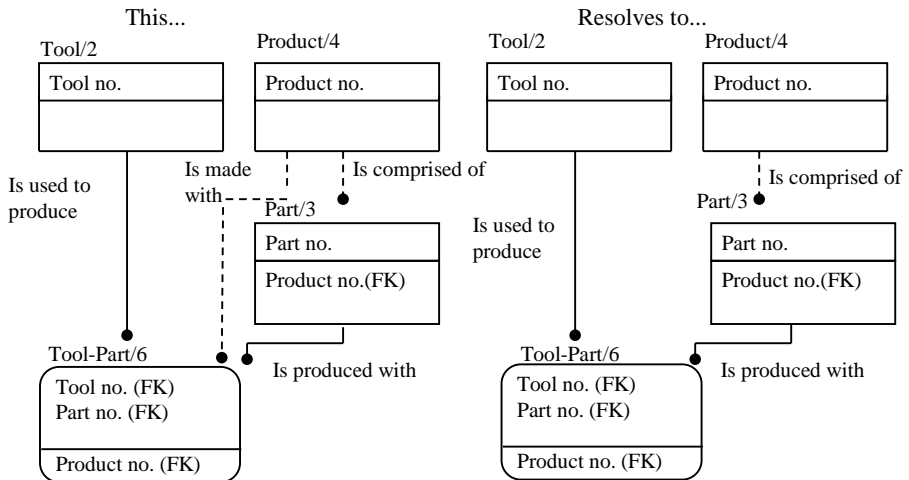 This...
Tool/2
Product/4
Tool no.
Product no.
Is made
with
Is comprised of
Is used to
produce
Part/3
Part no.
Product no.(FK)
Tool-Part/6
Is produced with
Tool no. (FK)
Part no. (FK)
Product no. (FK)
Resolves to...
Tool/2
Product/4
Tool no.
Product no.
Is comprised of
Part/3
Is used to
produce
Part no.
Product no.(FK)
Tool-Part/6
Is produced with
Tool no. (FK)
Part no. (FK)
Product no. (FK)